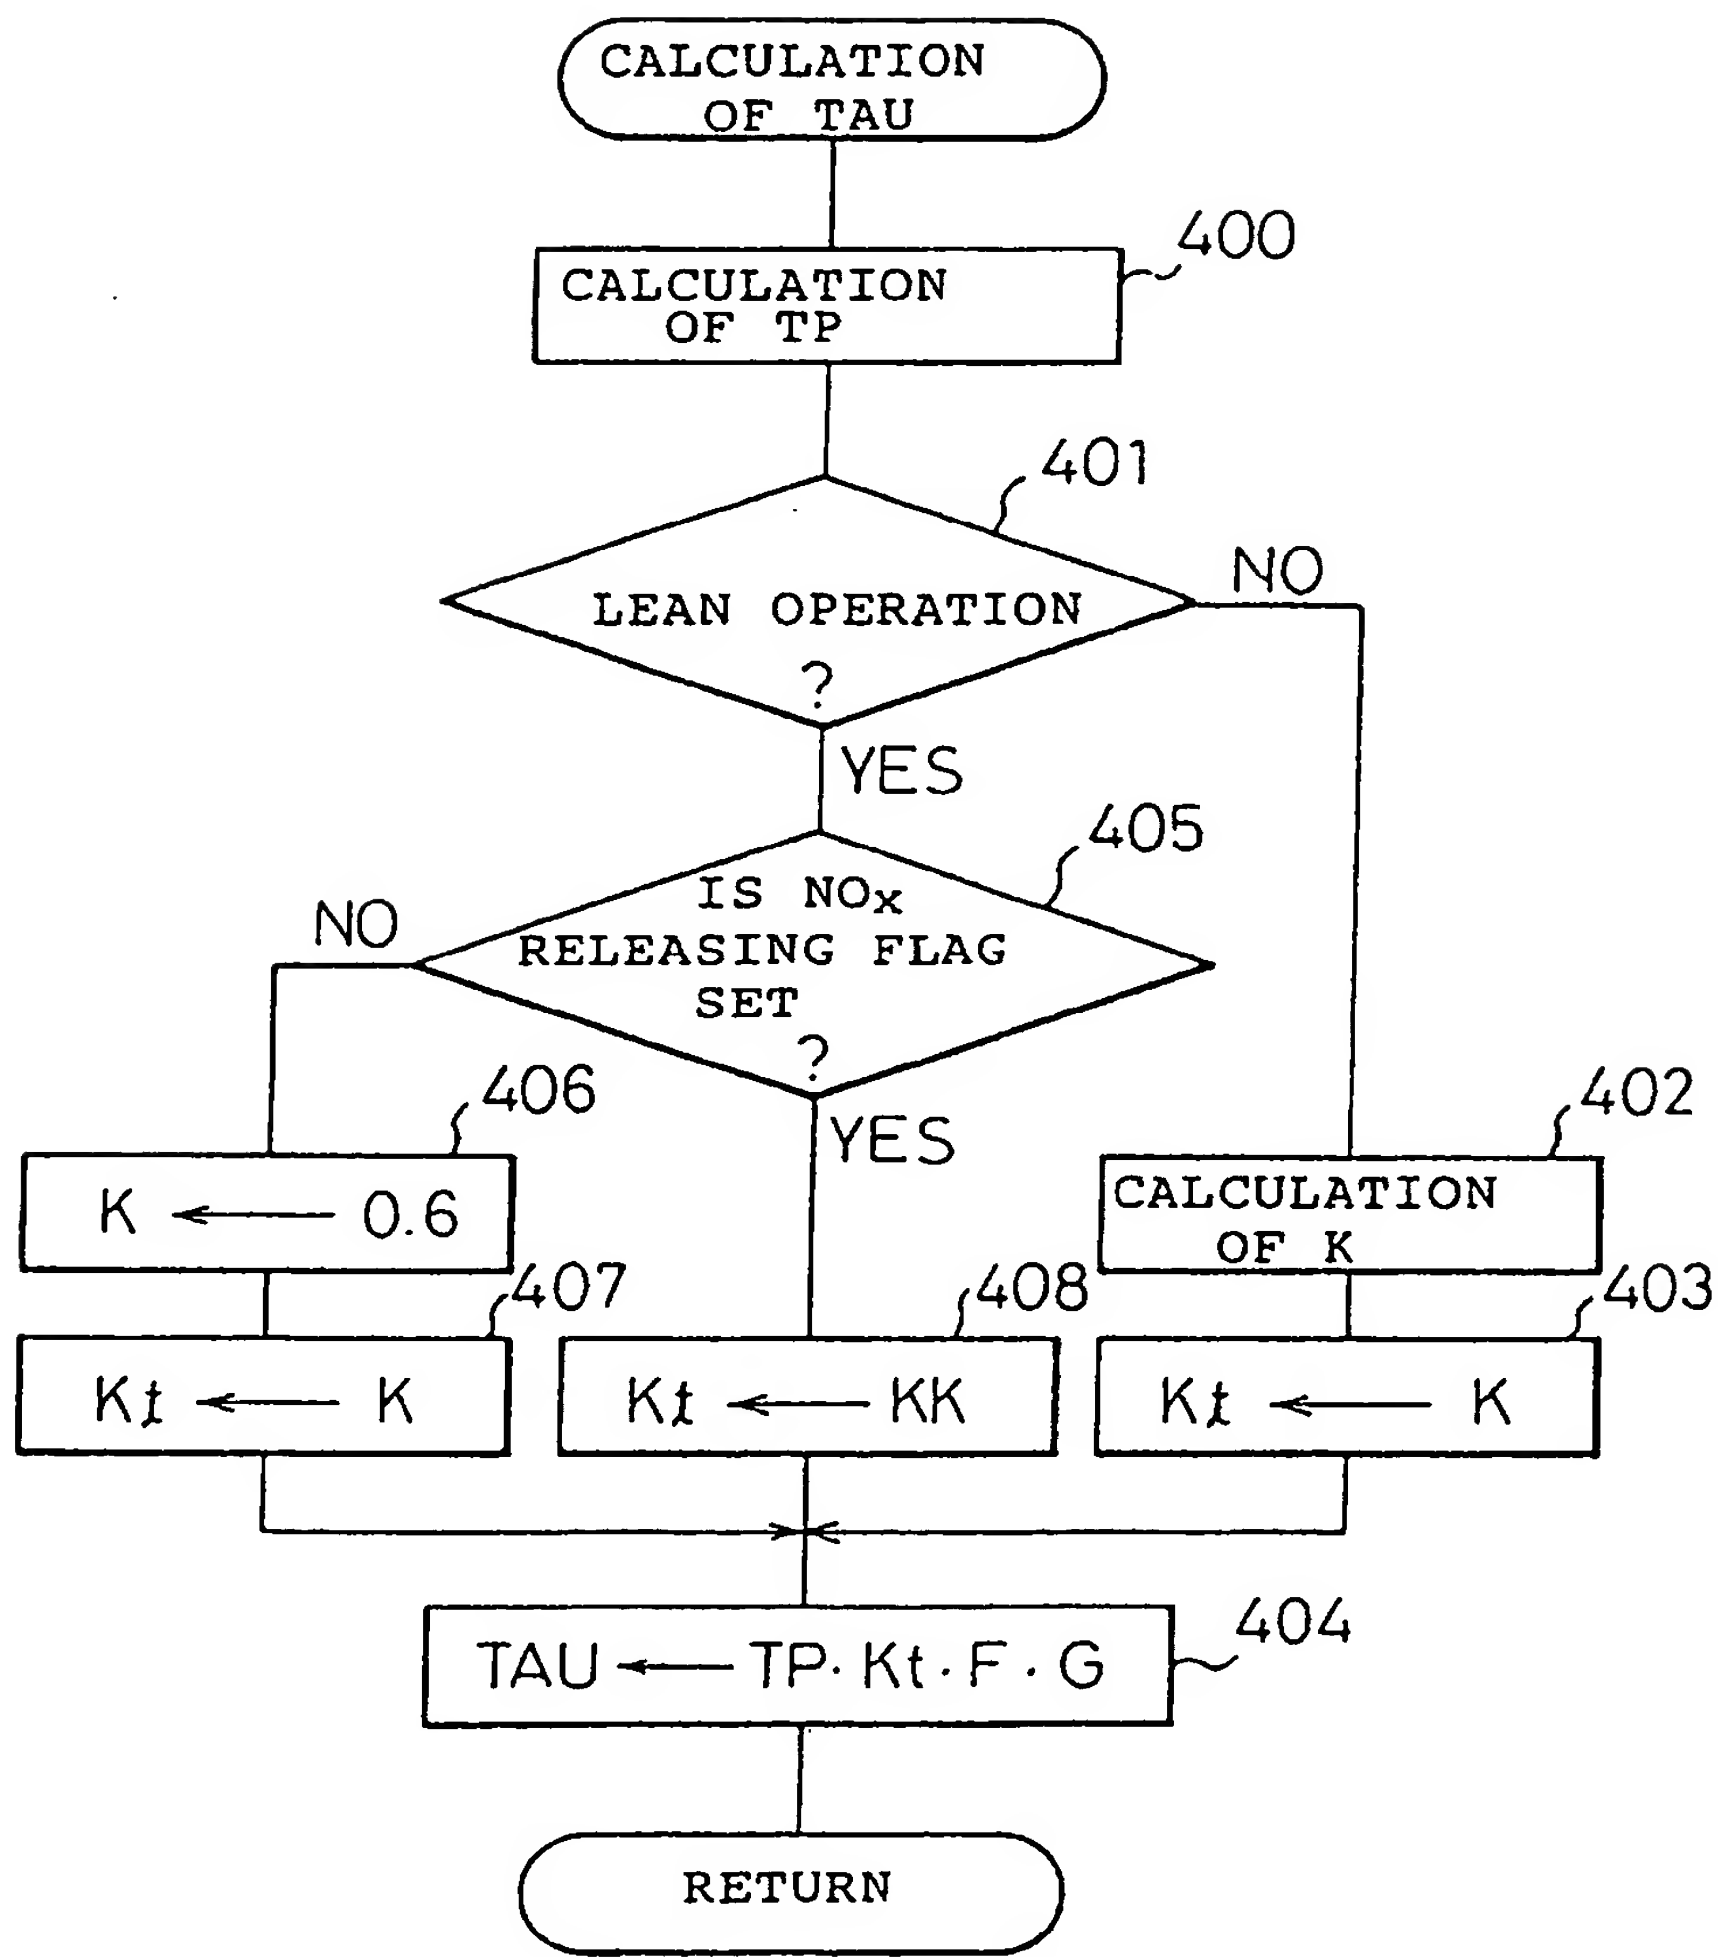 CALCULATION
OF TAU
400
CALCULATION
OF TP
401
NO
LEAN OPERATION
?
YES
405
IS NOx
NO
RELEASING FLAG
SET
?
YES
406
402
K ← 0.6
CALCULATION
OF K
407
408
403
Kt ← K
Kt ← KK
Kt ← K
404
TAU ← TP · Kt · F · G
RETURN